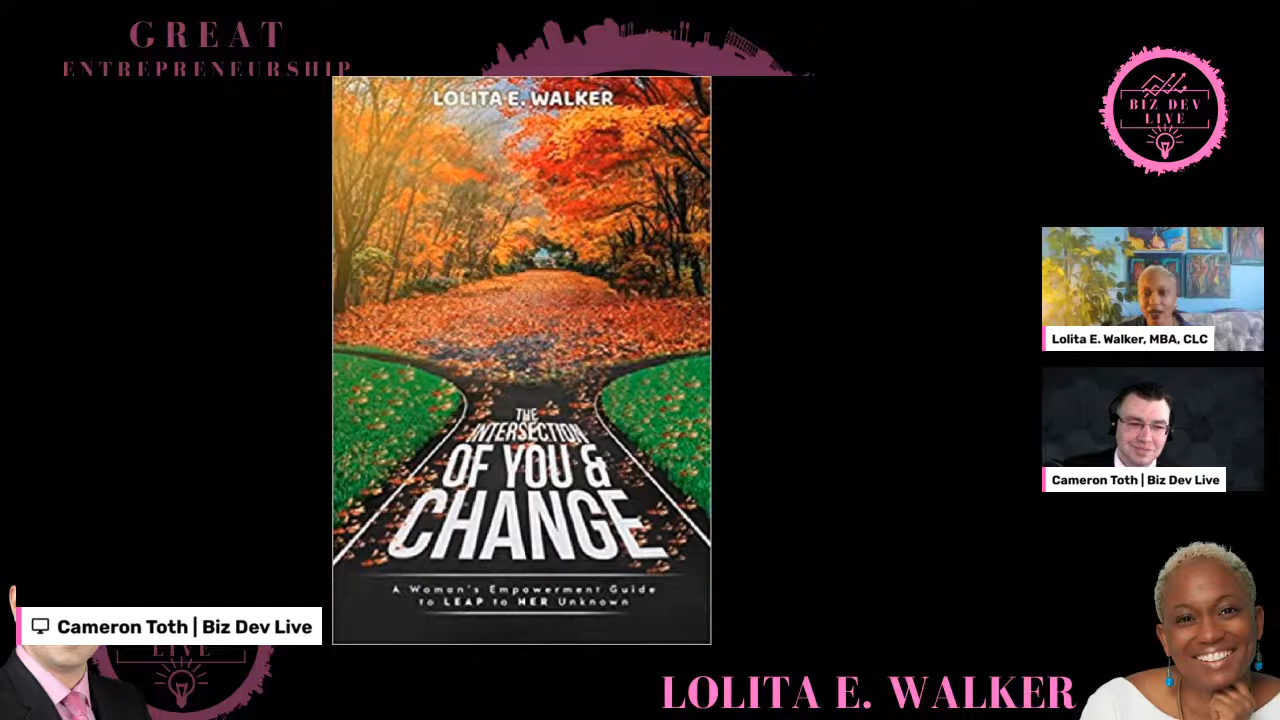 GREAT
ENTREPRENEURSHIP
BIZ DEV
LIVE
LOLITA E. WALKER
THE
INTERSECTION
OF YOU &
CHANGE
A Woman's Empowerment Guide
to LEAP to HER Unknown
Lolita E. Walker, MBA, CLC
Cameron Toth | Biz Dev Live
Cameron Toth | Biz Dev Live
LIVE
LOLITA E. WALKER